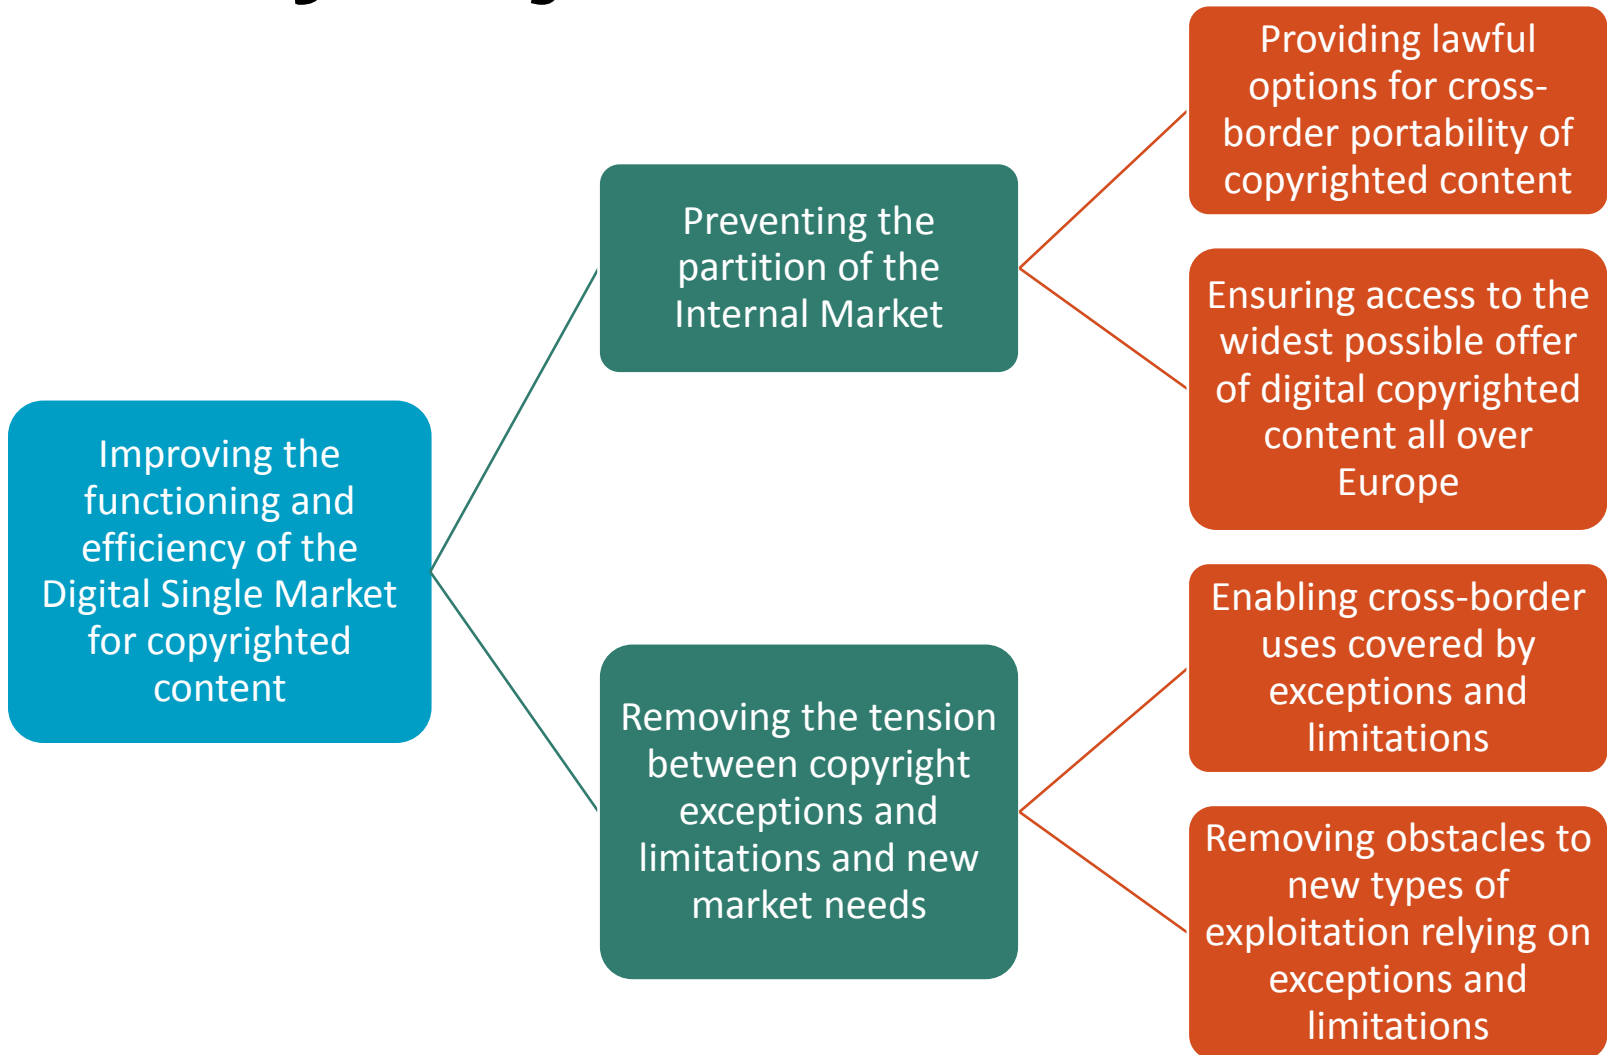 Improving the
functioning and
efficiency of the
Digital Single Market
for copyrighted
content
Preventing the
partition of the
Internal Market
Removing the tension
between copyright
exceptions and
limitations and new
market needs
Providing lawful
options for cross-
border portability of
copyrighted content
Ensuring access to the
widest possible offer
of digital copyrighted
content all over
Europe
Enabling cross-border
uses covered by
exceptions and
limitations
Removing obstacles to
new types of
exploitation relying on
exceptions and
limitations